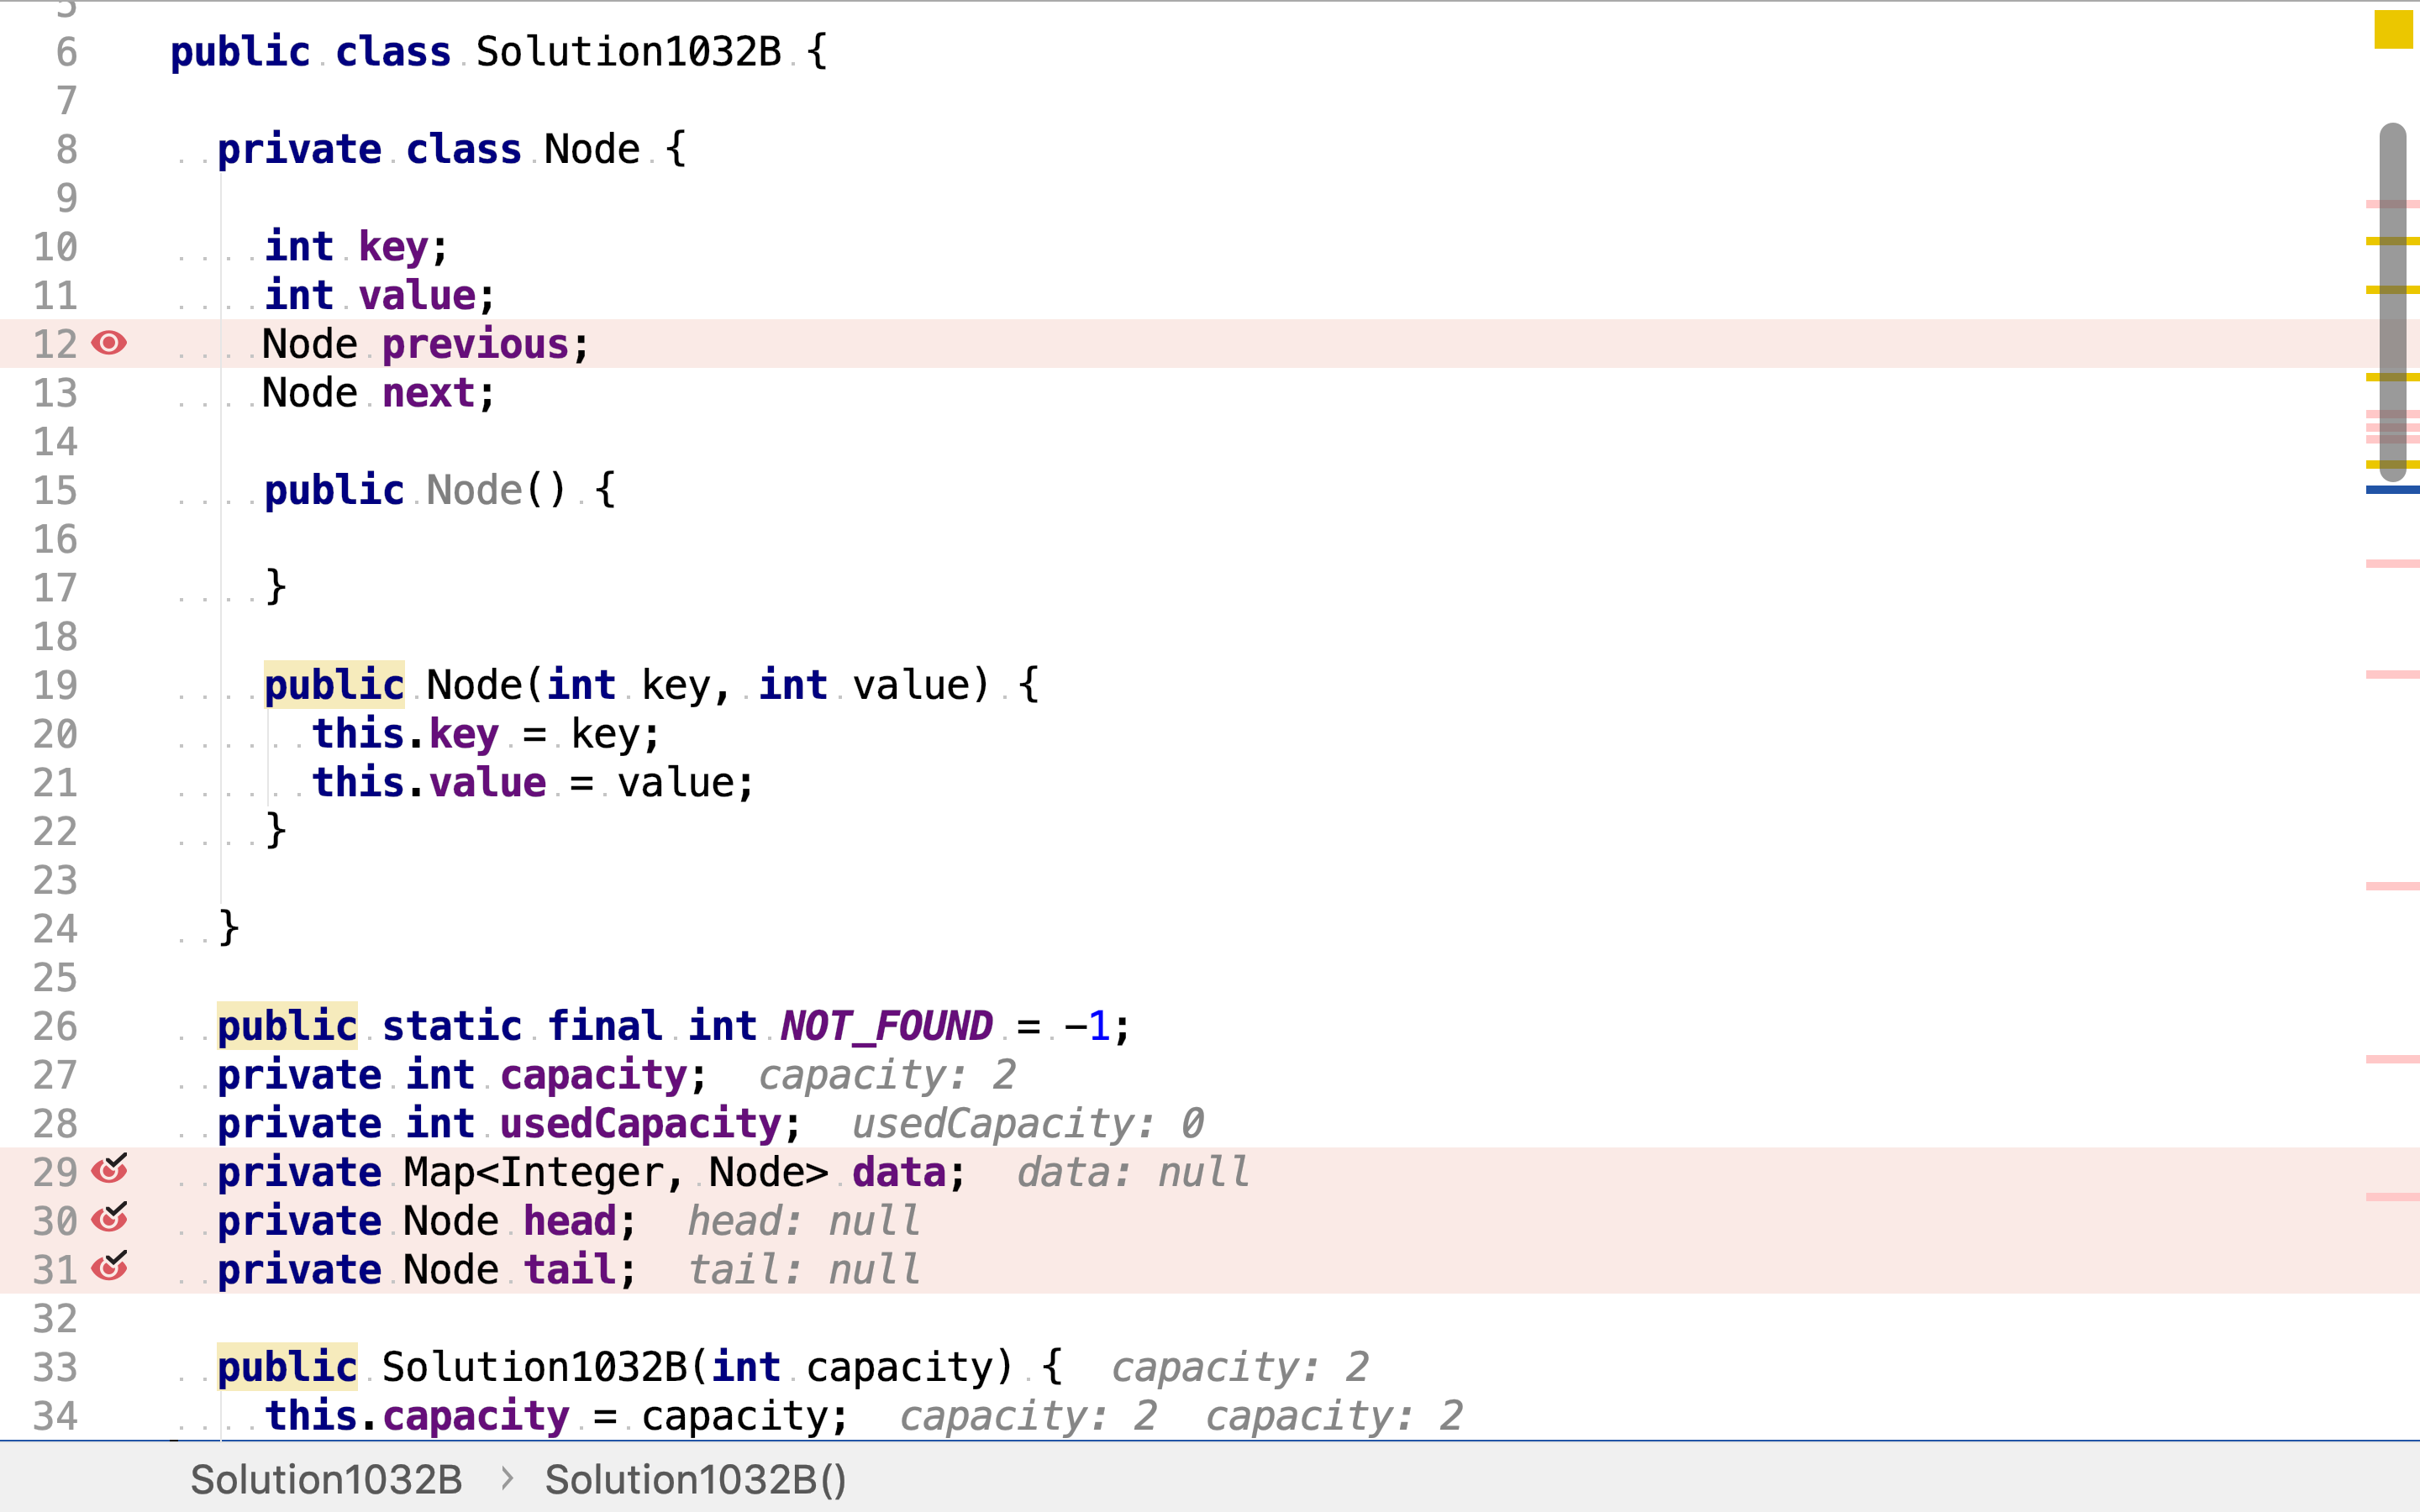 5
6 public class Solution1032B {
7
8 private class Node {
9
10 int key;
11 int value;
12 Node previous;
13 Node next;
14
15 public Node() {
16
17 }
18
19 public Node(int key, int value) {
20 this.key = key;
21 this.value = value;
22 }
23
24 }
25
26 public static final int NOT_FOUND = -1;
27 private int capacity; capacity: 2
28 private int usedCapacity; usedCapacity: 0
29 private Map<Integer, Node> data; data: null
30 private Node head; head: null
31 private Node tail; tail: null
32
33 public Solution1032B(int capacity) { capacity: 2
34 this.capacity = capacity; capacity: 2 capacity: 2
Solution1032B > Solution1032B()